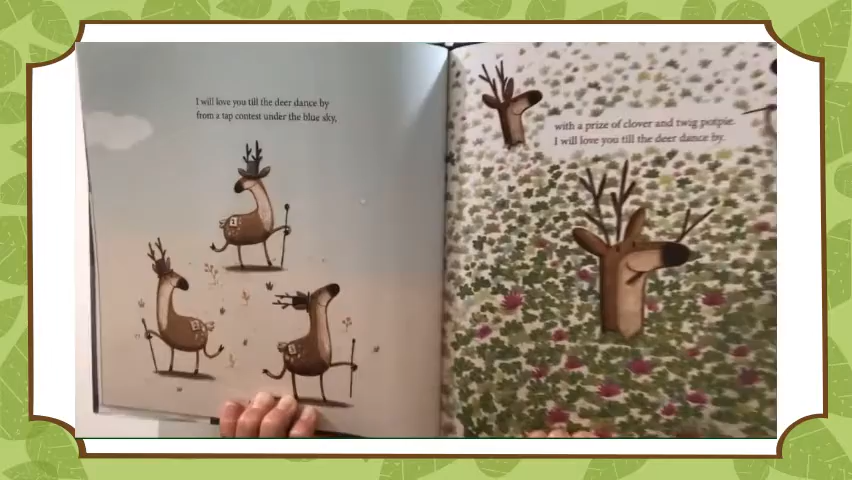 I will love you till the deer dance by
from a tap contest under the blue sky,
with a prize of clover and twig potpie.
I will love you till the deer dance by.